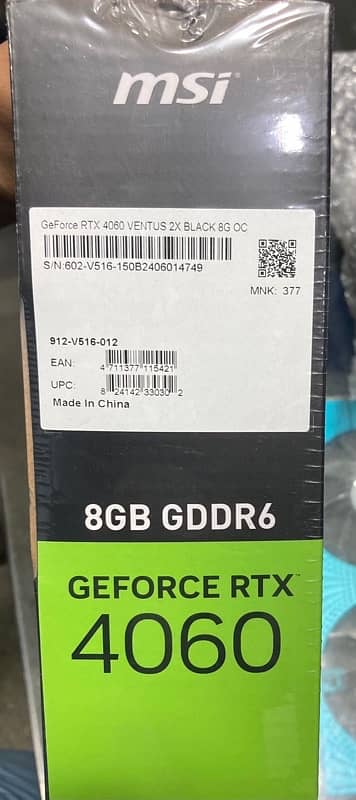 msi
GeForce RTX 4060 VENTUS 2X BLACK 8G OC
S/N:602-V516-150B2406014749
MNK: 377
912-V516-012
EAN: 4 711377 115421
UPC: 8 24142 33030 2
Made In China
8GB GDDR6
GEFORCE RTX™
4060